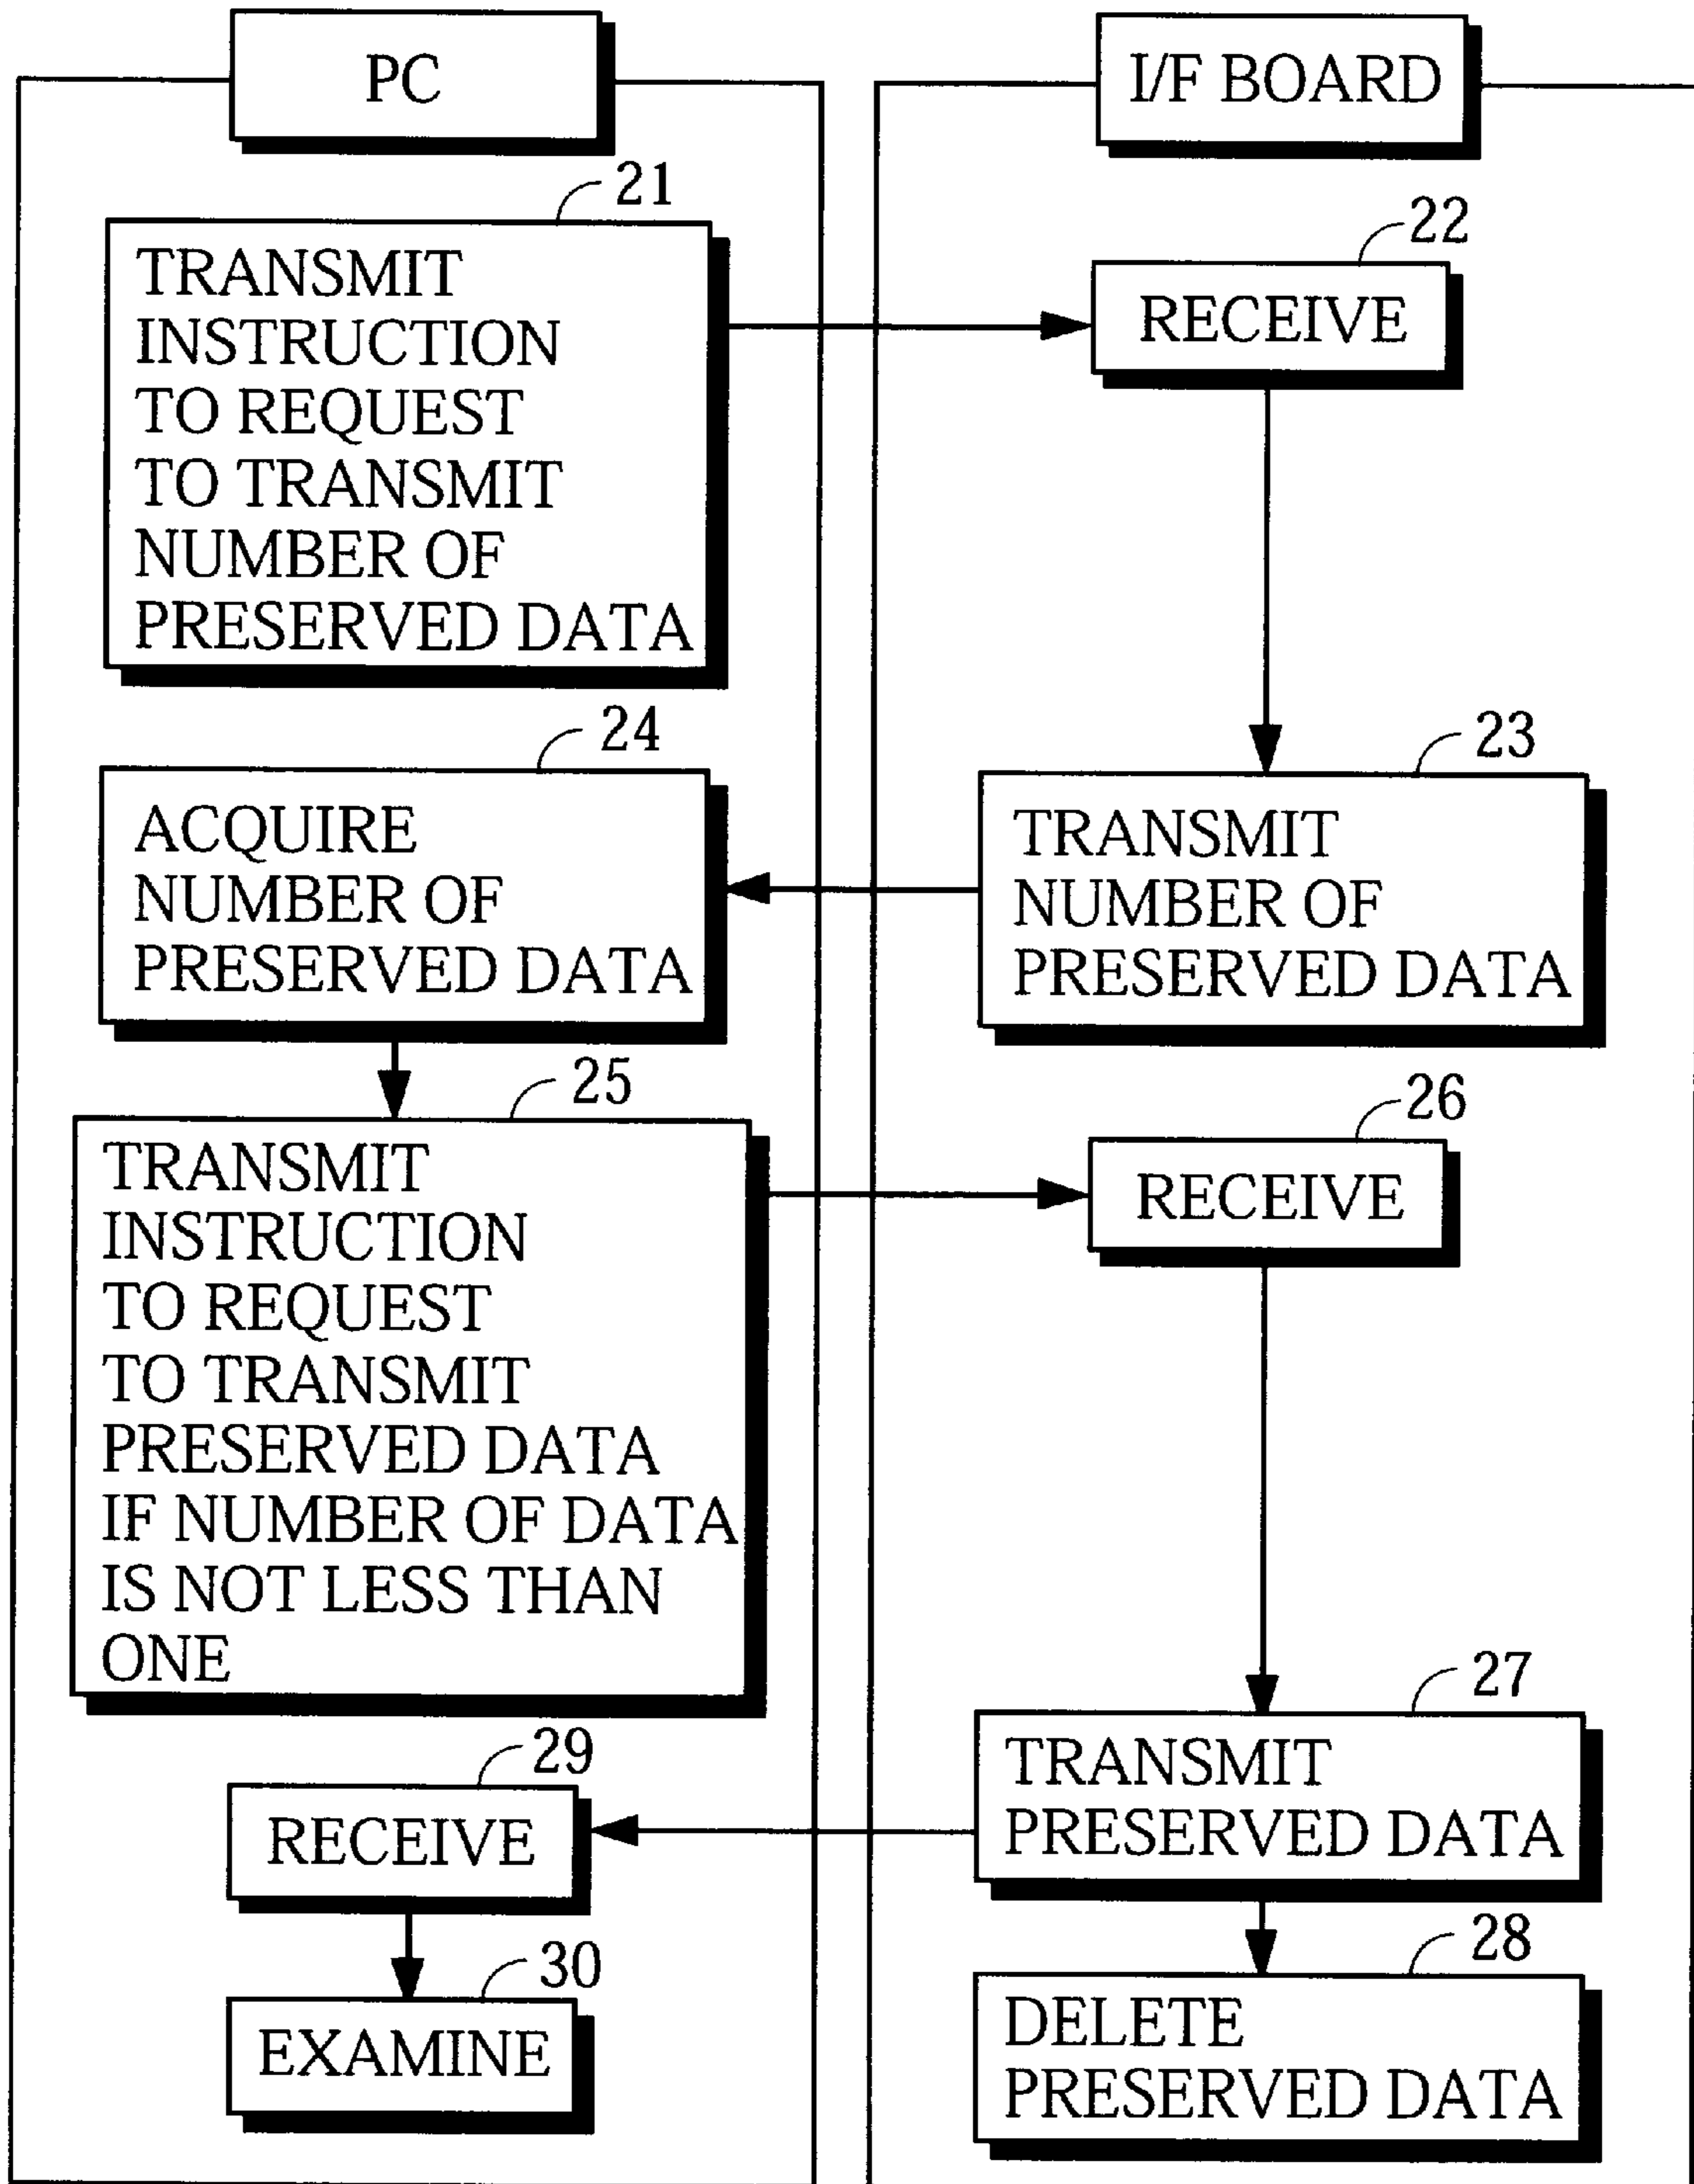 PC
I/F BOARD
21
TRANSMIT
INSTRUCTION
TO REQUEST
TO TRANSMIT
NUMBER OF
PRESERVED DATA
22
RECEIVE
23
TRANSMIT
NUMBER OF
PRESERVED DATA
24
ACQUIRE
NUMBER OF
PRESERVED DATA
25
TRANSMIT
INSTRUCTION
TO REQUEST
TO TRANSMIT
PRESERVED DATA
IF NUMBER OF DATA
IS NOT LESS THAN
ONE
26
RECEIVE
27
TRANSMIT
PRESERVED DATA
28
DELETE
PRESERVED DATA
29
RECEIVE
30
EXAMINE